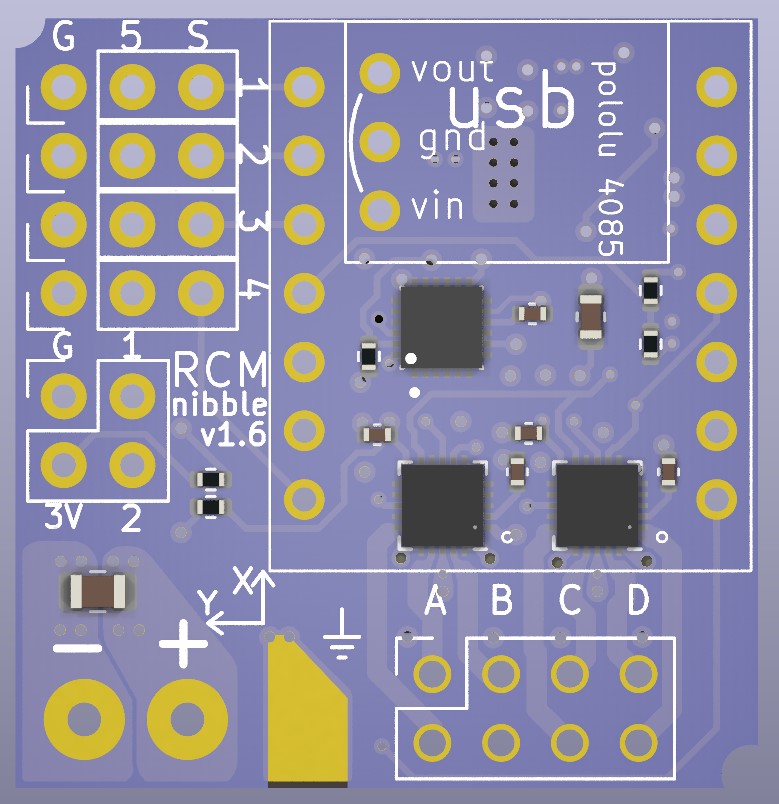 G 5 S
1
2
3
4
vout
usb
gnd
vin
pololu 4085
G 1
3V 2
RCM
nibble
v1.6
X
Y
− +
A B C D